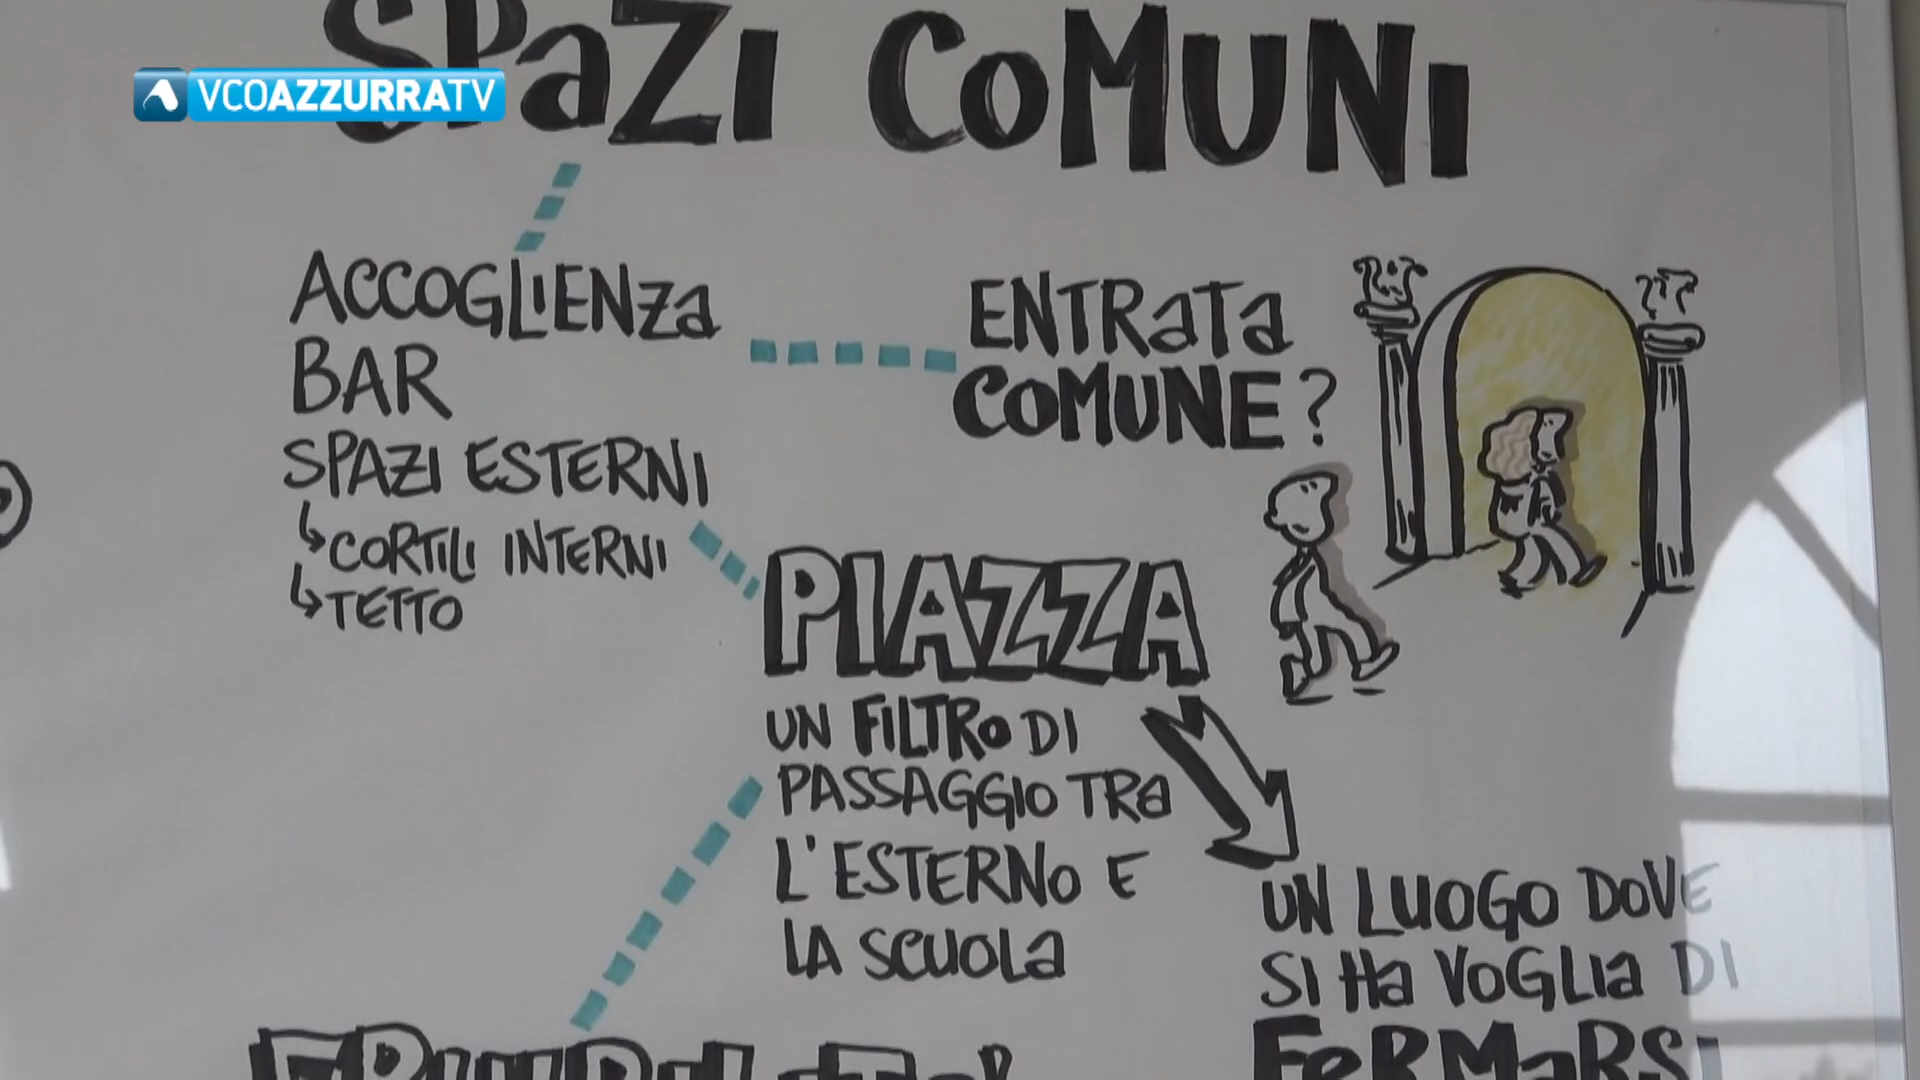 SPAZI COMUNI
VCOAZZURRATV
ACCOGLIENZA
BAR
SPAZI ESTERNI
CORTILI INTERNI
TETTO
ENTRATA
COMUNE?
PIAZZA
UN FILTRO DI
PASSAGGIO TRA
L'ESTERNO E
LA SCUOLA
UN LUOGO DOVE
SI HA VOGLIA DI
FERMARSI